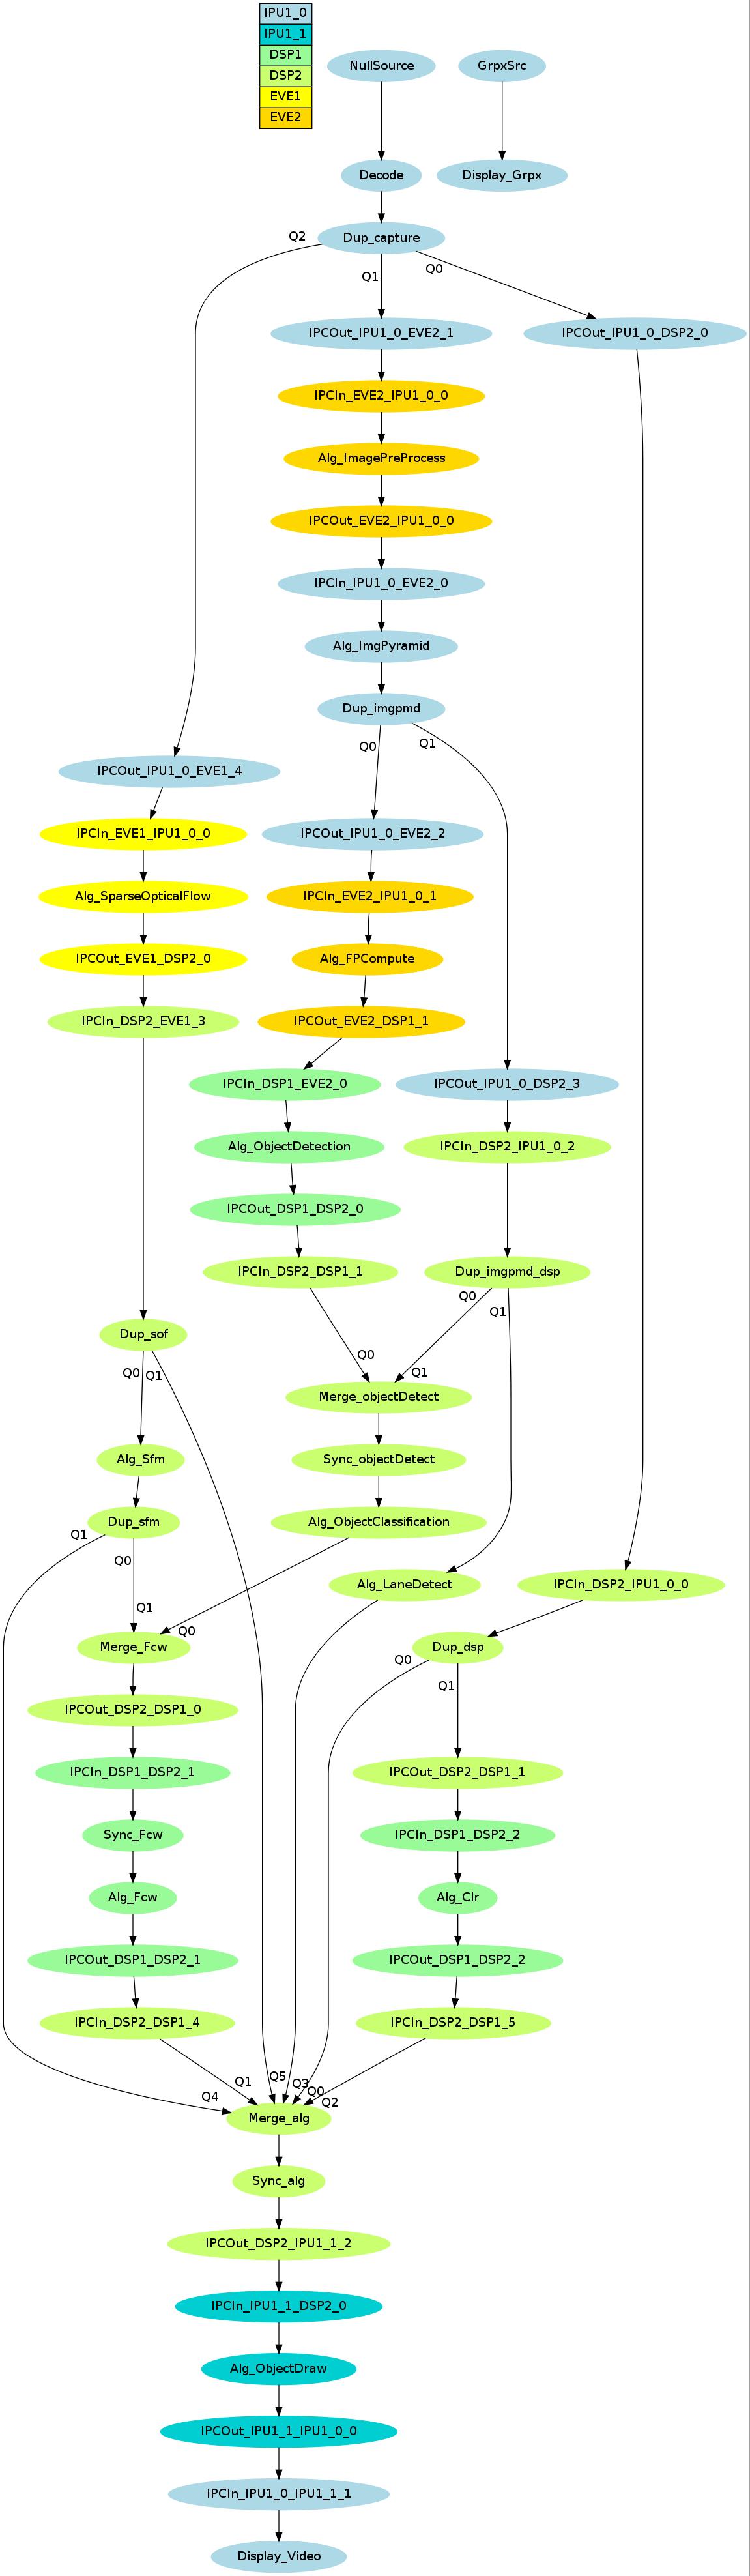 IPU1_0
IPU1_1
DSP1
DSP2
EVE1
EVE2
NullSource
GrpxSrc
Decode
Display_Grpx
Dup_capture
Q2
Q1
Q0
IPCOut_IPU1_0_EVE2_1
IPCOut_IPU1_0_DSP2_0
IPCIn_EVE2_IPU1_0_0
Alg_ImagePreProcess
IPCOut_EVE2_IPU1_0_0
IPCIn_IPU1_0_EVE2_0
Alg_ImgPyramid
Dup_imgpmd
Q0
Q1
IPCOut_IPU1_0_EVE1_4
IPCIn_EVE1_IPU1_0_0
IPCOut_IPU1_0_EVE2_2
Alg_SparseOpticalFlow
IPCIn_EVE2_IPU1_0_1
IPCOut_EVE1_DSP2_0
Alg_FPCompute
IPCIn_DSP2_EVE1_3
IPCOut_EVE2_DSP1_1
IPCIn_DSP1_EVE2_0
IPCOut_IPU1_0_DSP2_3
Alg_ObjectDetection
IPCIn_DSP2_IPU1_0_2
IPCOut_DSP1_DSP2_0
IPCIn_DSP2_DSP1_1
Dup_imgpmd_dsp
Q0
Q1
Dup_sof
Q0
Q1
Q0
Q1
Merge_objectDetect
Alg_Sfm
Sync_objectDetect
Dup_sfm
Alg_ObjectClassification
Q1
Q0
Alg_LaneDetect
IPCIn_DSP2_IPU1_0_0
Q1
Q0
Merge_Fcw
Dup_dsp
Q0
Q1
IPCOut_DSP2_DSP1_0
IPCIn_DSP1_DSP2_1
IPCOut_DSP2_DSP1_1
Sync_Fcw
IPCIn_DSP1_DSP2_2
Alg_Fcw
Alg_Clr
IPCOut_DSP1_DSP2_1
IPCOut_DSP1_DSP2_2
IPCIn_DSP2_DSP1_4
IPCIn_DSP2_DSP1_5
Q4
Q1
Q5
Q3
Q0
Q2
Merge_alg
Sync_alg
IPCOut_DSP2_IPU1_1_2
IPCIn_IPU1_1_DSP2_0
Alg_ObjectDraw
IPCOut_IPU1_1_IPU1_0_0
IPCIn_IPU1_0_IPU1_1_1
Display_Video